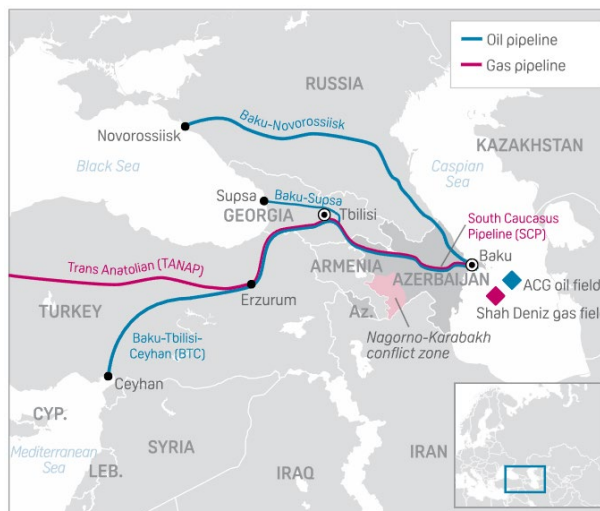 Oil pipeline
Gas pipeline
RUSSIA
Baku-Novorossiisk
Novorossiisk
KAZAKHSTAN
Black Sea
Caspian
Sea
Supsa
Baku-Supsa
GEORGIA
Tbilisi
South Caucasus
Pipeline (SCP)
Baku
Trans Anatolian (TANAP)
ARMENIA
AZERBAIJAN
ACG oil field
Erzurum
TURKEY
Az.
Shah Deniz gas field
Baku-Tbilisi-
Ceyhan (BTC)
Nagorno-Karabakh
conflict zone
Ceyhan
CYP.
SYRIA
Mediterranean
Sea
LEB.
IRAQ
IRAN